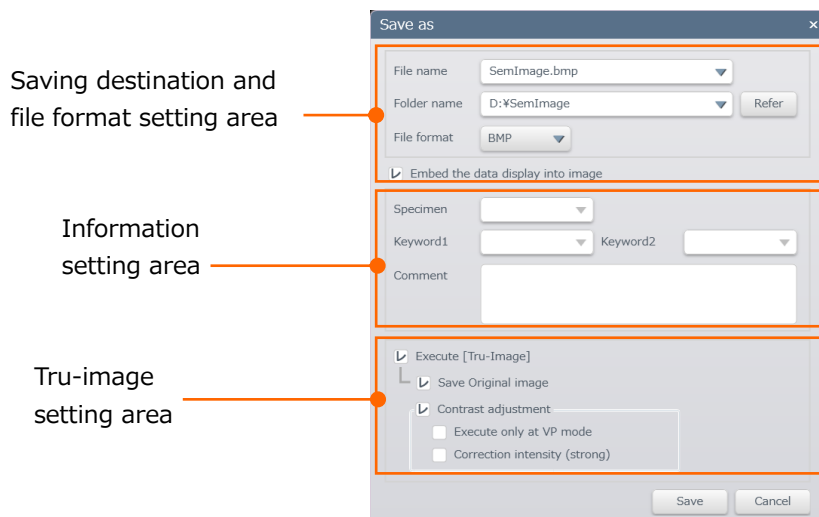 Save as ×
Saving destination and
file format setting area
File name SemImage.bmp
Folder name D:¥SemImage Refer
File format BMP
Embed the data display into image
Information
setting area
Specimen
Keyword1 Keyword2
Comment
Tru-image
setting area
Execute [Tru-Image]
Save Original image
Contrast adjustment
Execute only at VP mode
Correction intensity (strong)
Save Cancel